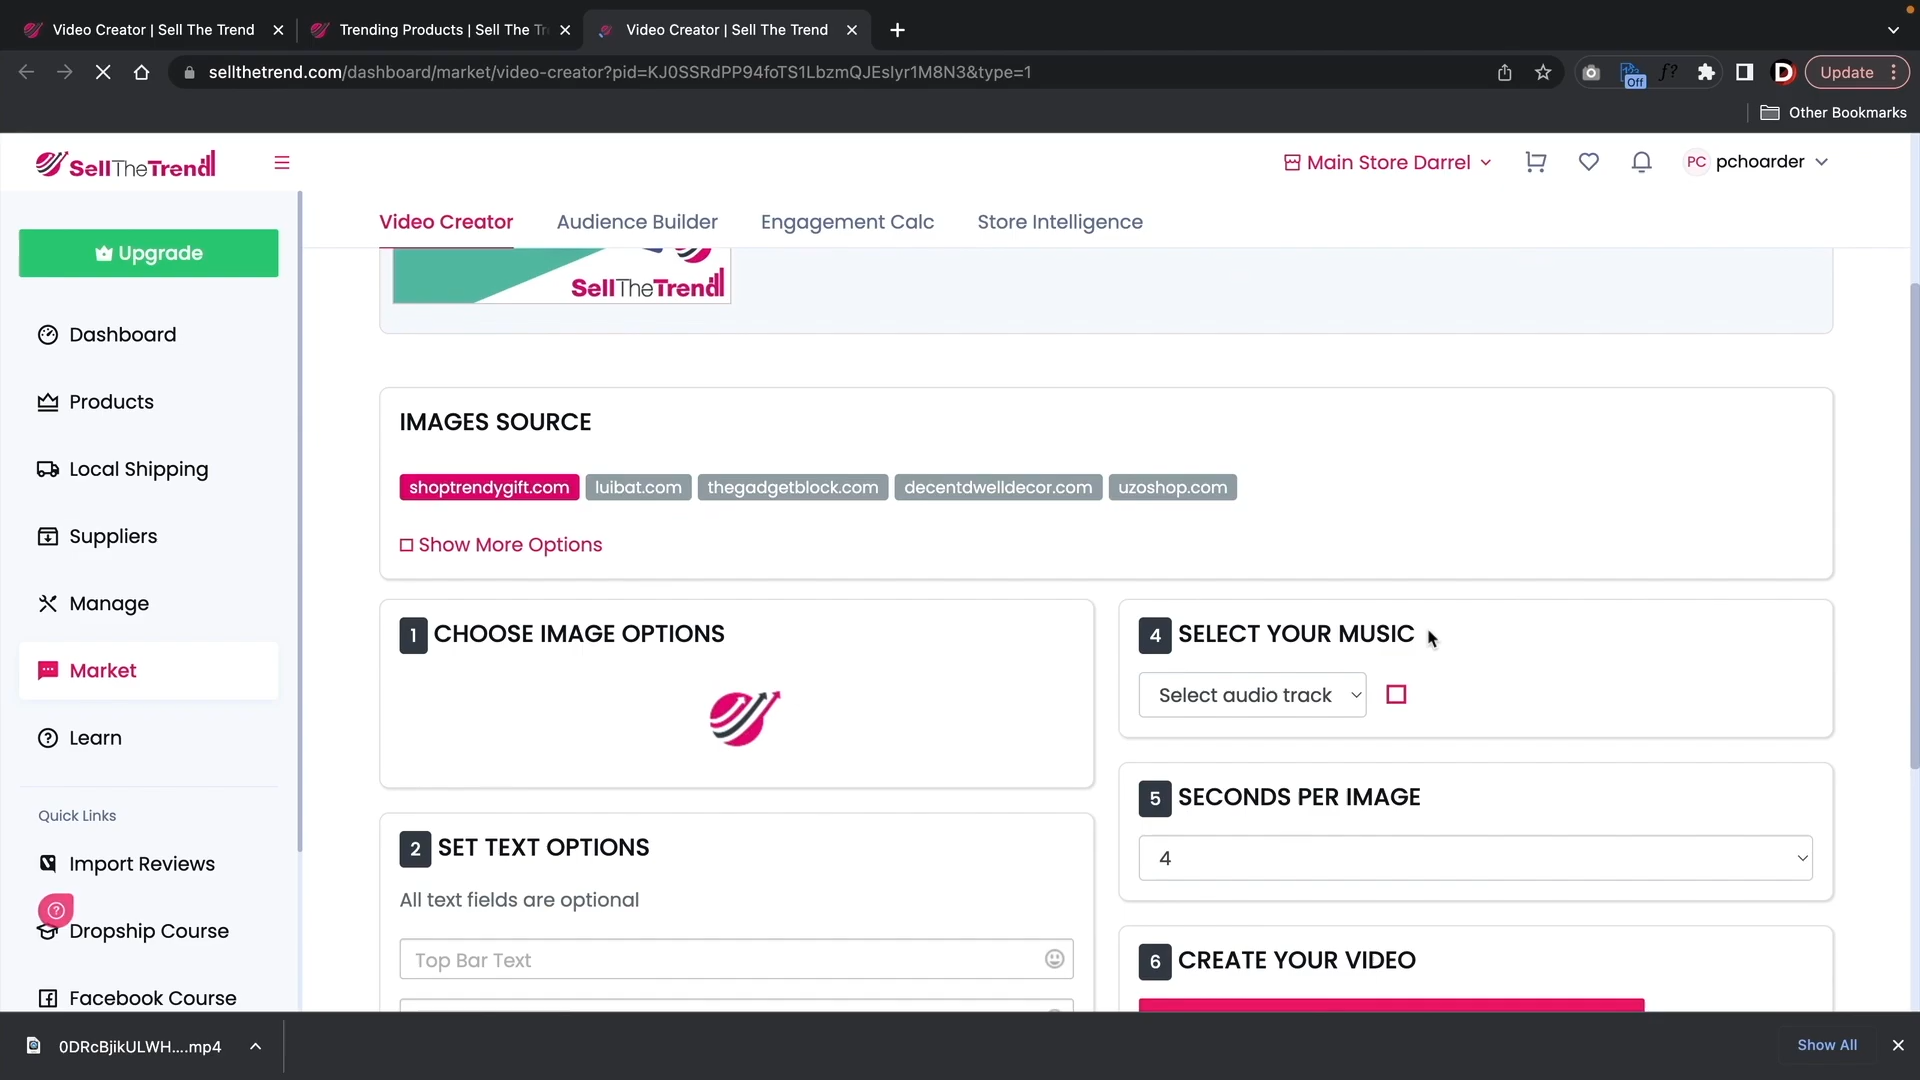 Video Creator | Sell The Trend
Trending Products | Sell The Tr
Video Creator | Sell The Trend
sellthetrend.com/dashboard/market/video-creator?pid=KJ0SSRdPP94foTS1LbzmQJEsIyr1M8N3&type=1
Off
f?
D
Update
Other Bookmarks
SellTheTrend
Main Store Darrel
PC
pchoarder
Video Creator
Audience Builder
Engagement Calc
Store Intelligence
Upgrade
Dashboard
Products
Local Shipping
Suppliers
Manage
Market
Learn
Quick Links
Import Reviews
Dropship Course
Facebook Course
SellTheTrend
IMAGES SOURCE
shoptrendygift.com luibat.com thegadgetblock.com decentdwelldecor.com uzoshop.com
Show More Options
1 CHOOSE IMAGE OPTIONS
2 SET TEXT OPTIONS
All text fields are optional
Top Bar Text
4 SELECT YOUR MUSIC
Select audio track
5 SECONDS PER IMAGE
4
6 CREATE YOUR VIDEO
0DRcBjikULWH....mp4
Show All